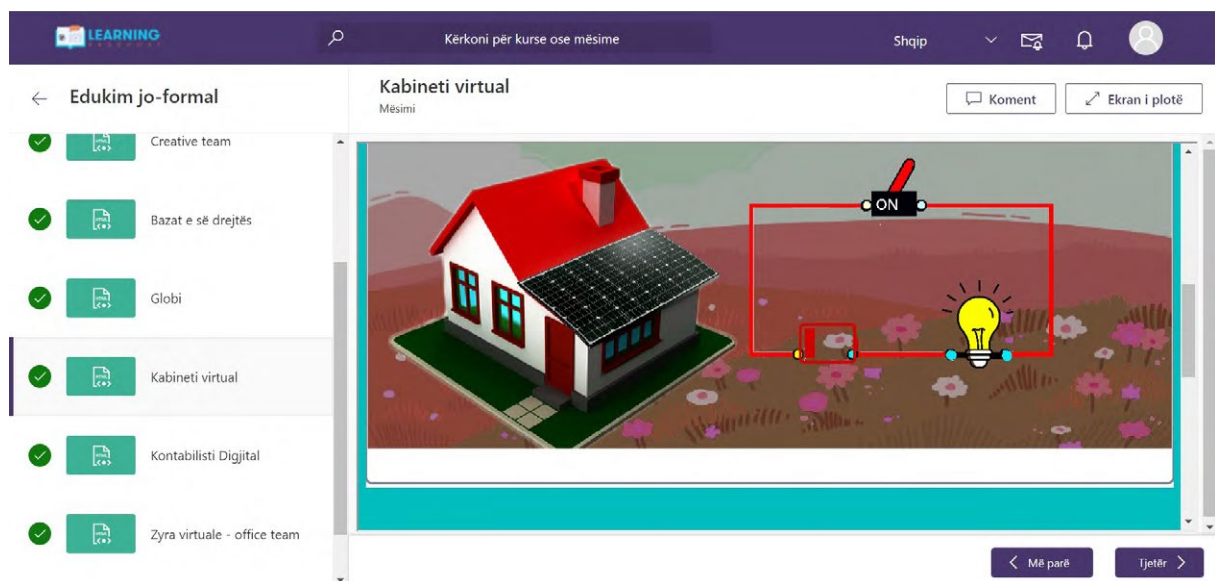 LEARNING
Kërkoni për kurse ose mësime
Shqip
Edukim jo-formal
Creative team
Bazat e së drejtës
Globi
Kabineti virtual
Kontabilisti Digjital
Zyra virtuale - office team
Kabineti virtual
Mësimi
Koment
Ekran i plotë
ON
Më parë
Tjetër